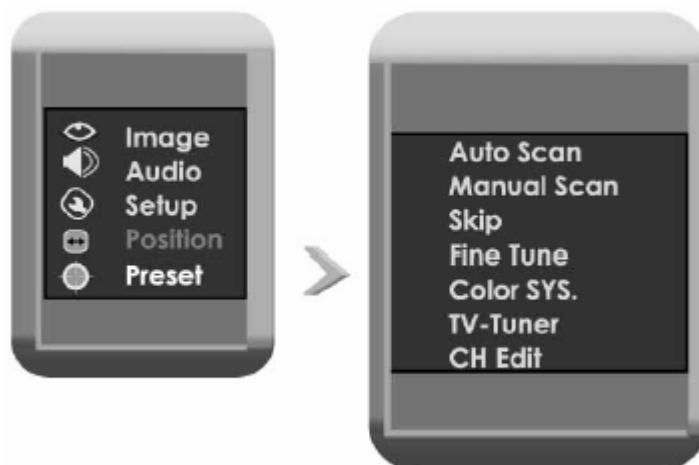 Image
Audio
Setup
Position
Preset
Auto Scan
Manual Scan
Skip
Fine Tune
Color SYS.
TV-Tuner
CH Edit